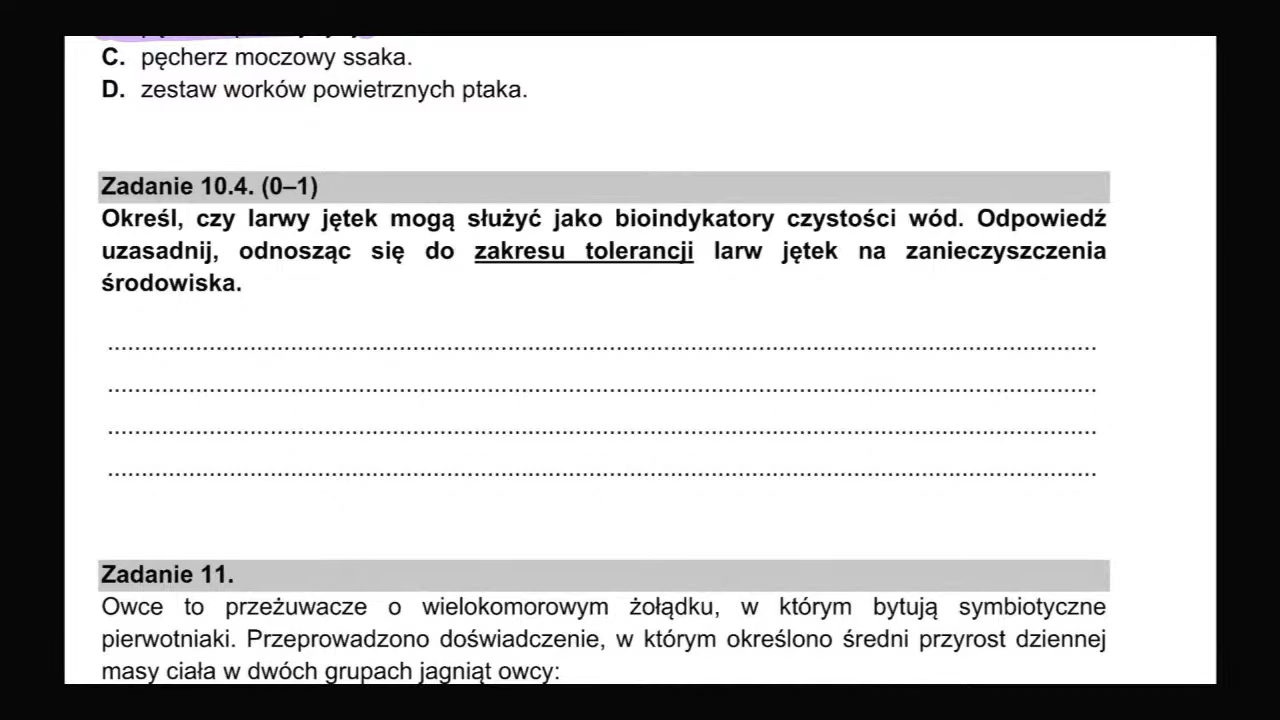 C. pęcherz moczowy ssaka.
D. zestaw worków powietrznych ptaka.
Zadanie 10.4. (0–1)
Określ, czy larwy jętek mogą służyć jako bioindykatory czystości wód. Odpowiedź
uzasadnij, odnosząc się do zakresu tolerancji larw jętek na zanieczyszczenia
środowiska.
Zadanie 11.
Owce to przeżuwacze o wielokomorowym żołądku, w którym bytują symbiotyczne
pierwotniaki. Przeprowadzono doświadczenie, w którym określono średni przyrost dziennej
masy ciała w dwóch grupach jagniąt owcy: